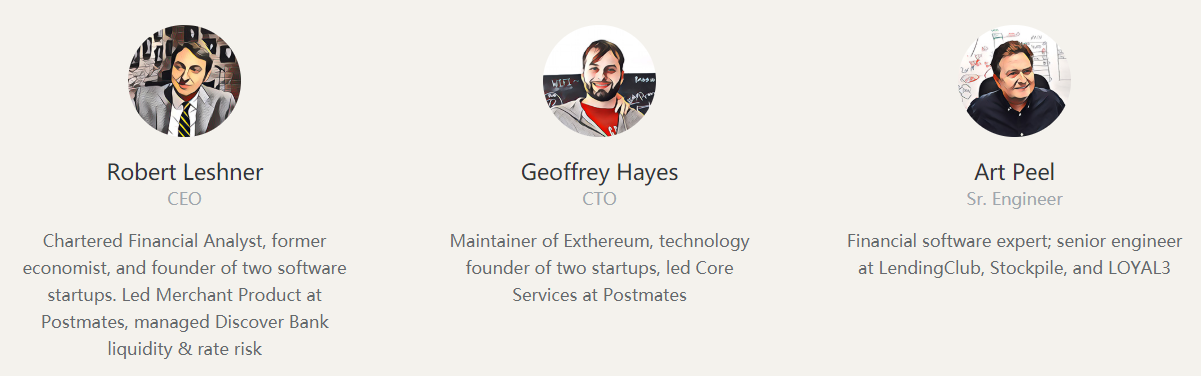 WIFI
Robert Leshner
CEO
Chartered Financial Analyst, former
economist, and founder of two software
startups. Led Merchant Product at
Postmates, managed Discover Bank
liquidity & rate risk
Geoffrey Hayes
CTO
Maintainer of Exthereum, technology
founder of two startups, led Core
Services at Postmates
Art Peel
Sr. Engineer
Financial software expert; senior engineer
at LendingClub, Stockpile, and LOYAL3